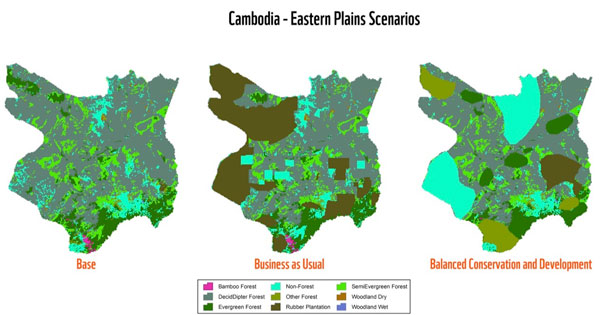 Cambodia - Eastern Plains Scenarios
Base
Business as Usual
Balanced Conservation and Development
Bamboo Forest
Non-Forest
SemiEvergreen Forest
DecidDipter Forest
Other Forest
Woodland Dry
Evergreen Forest
Rubber Plantation
Woodland Wet